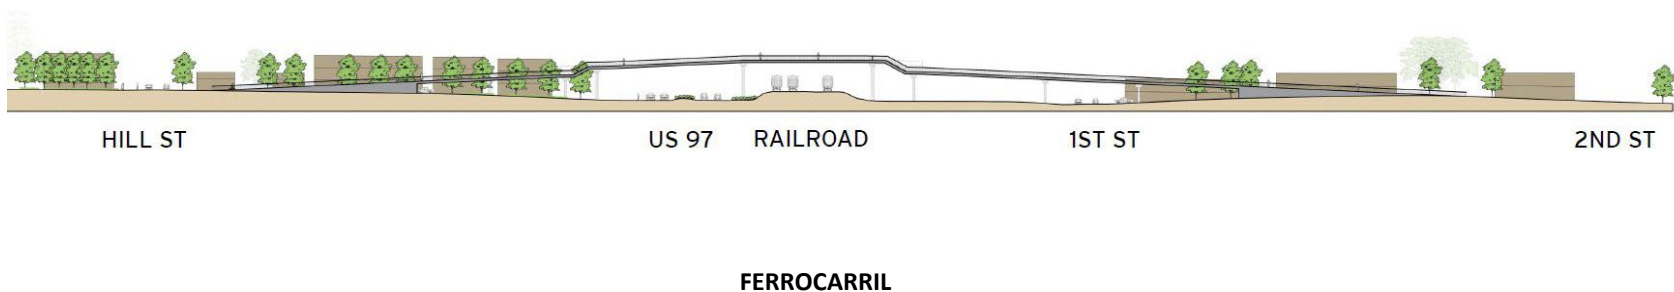 HILL ST US 97 RAILROAD 1ST ST 2ND ST
FERROCARRIL